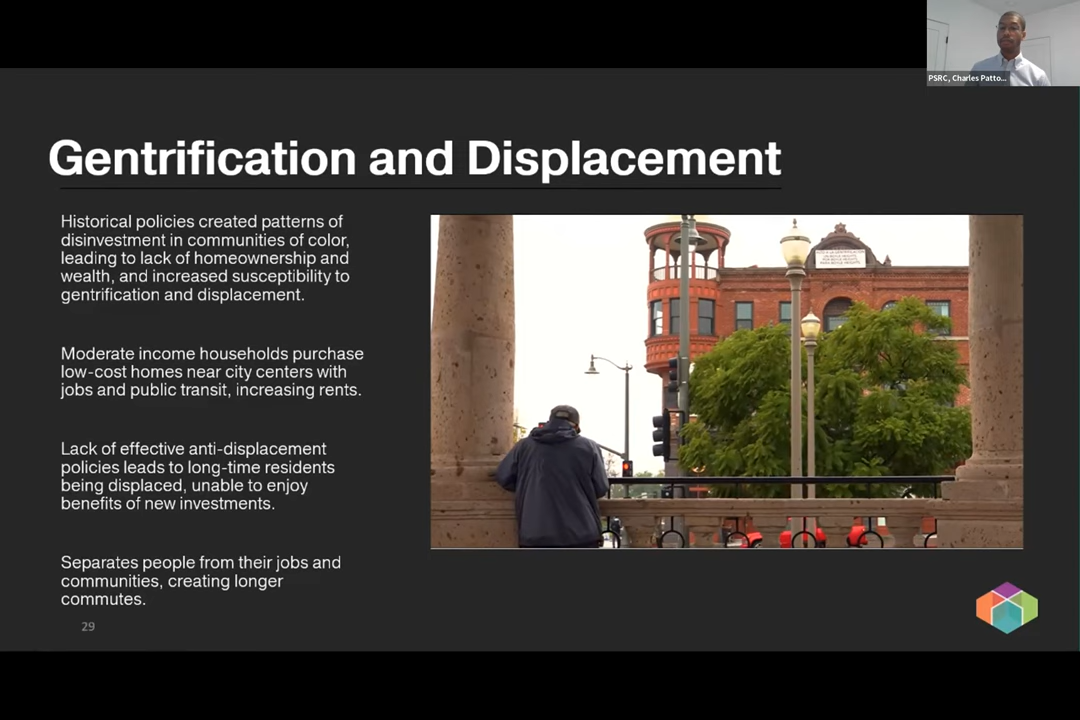 PSRC, Charles Patto...
Gentrification and Displacement
Historical policies created patterns of
disinvestment in communities of color,
leading to lack of homeownership and
wealth, and increased susceptibility to
gentrification and displacement.
Moderate income households purchase
low-cost homes near city centers with
jobs and public transit, increasing rents.
Lack of effective anti-displacement
policies leads to long-time residents
being displaced, unable to enjoy
benefits of new investments.
Separates people from their jobs and
communities, creating longer
commutes.
29